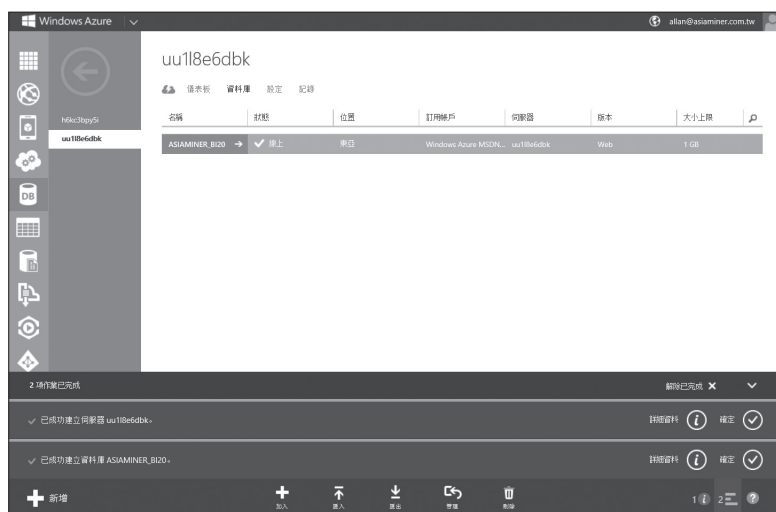 Windows Azure
allan@asiaminer.com.tw
h6kc3bpy5i
uu1l8e6dbk
uu1l8e6dbk
儀表板 資料庫 設定 記錄
名稱 狀態 位置 訂用帳戶 伺服器 版本 大小上限
ASIAMINER_BI20 → 線上 東亞 Windows Azure MSDN... uu1l8e6dbk Web 1 GB
DB
2 項作業已完成 解除已完成
已成功建立伺服器 uu1l8e6dbk。 詳細資料 確定
已成功建立資料庫 ASIAMINER_BI20。 詳細資料 確定
新增 加入 匯入 匯出 管理 刪除 1 2